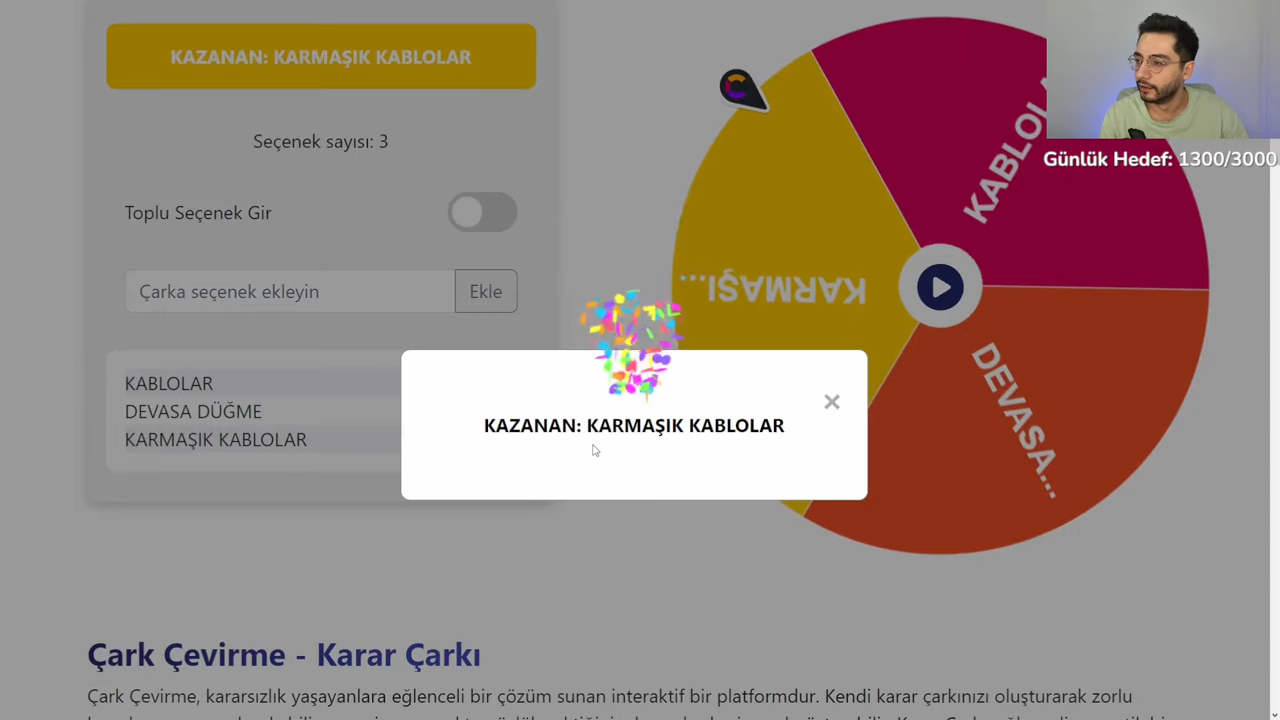 KAZANAN: KARMAŞIK KABLOLAR
Seçenek sayısı: 3
Toplu Seçenek Gir
Çarka seçenek ekleyin
Ekle
KABLOLAR
DEVASA DÜĞME
KARMAŞIK KABLOLAR
KAZANAN: KARMAŞIK KABLOLAR
KARMAŞI...
DEVASA...
Günlük Hedef: 1300/3000
Çark Çevirme - Karar Çarkı
Çark Çevirme, kararsızlık yaşayanlara eğlenceli bir çözüm sunan interaktif bir platformdur. Kendi karar çarkınızı oluşturarak zorlu